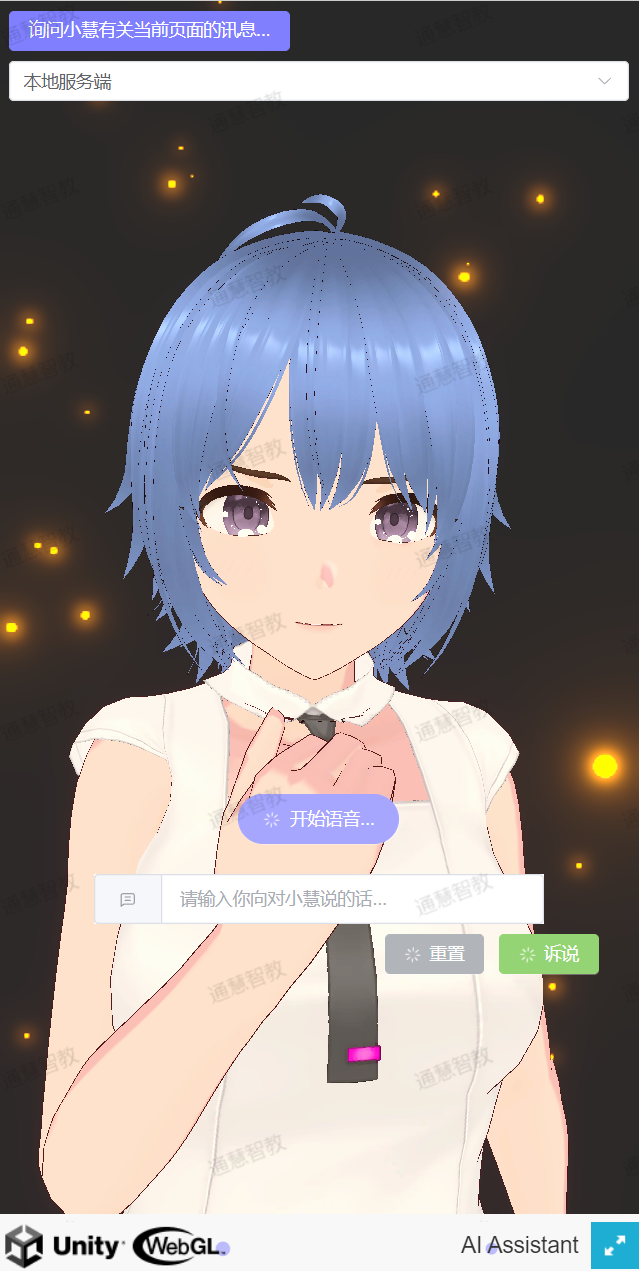 询问小慧有关当前页面的讯息...
本地服务端
开始语音...
请输入你向对小慧说的话...
重置
诉说
Unity WebGL
AI Assistant
通慧智教